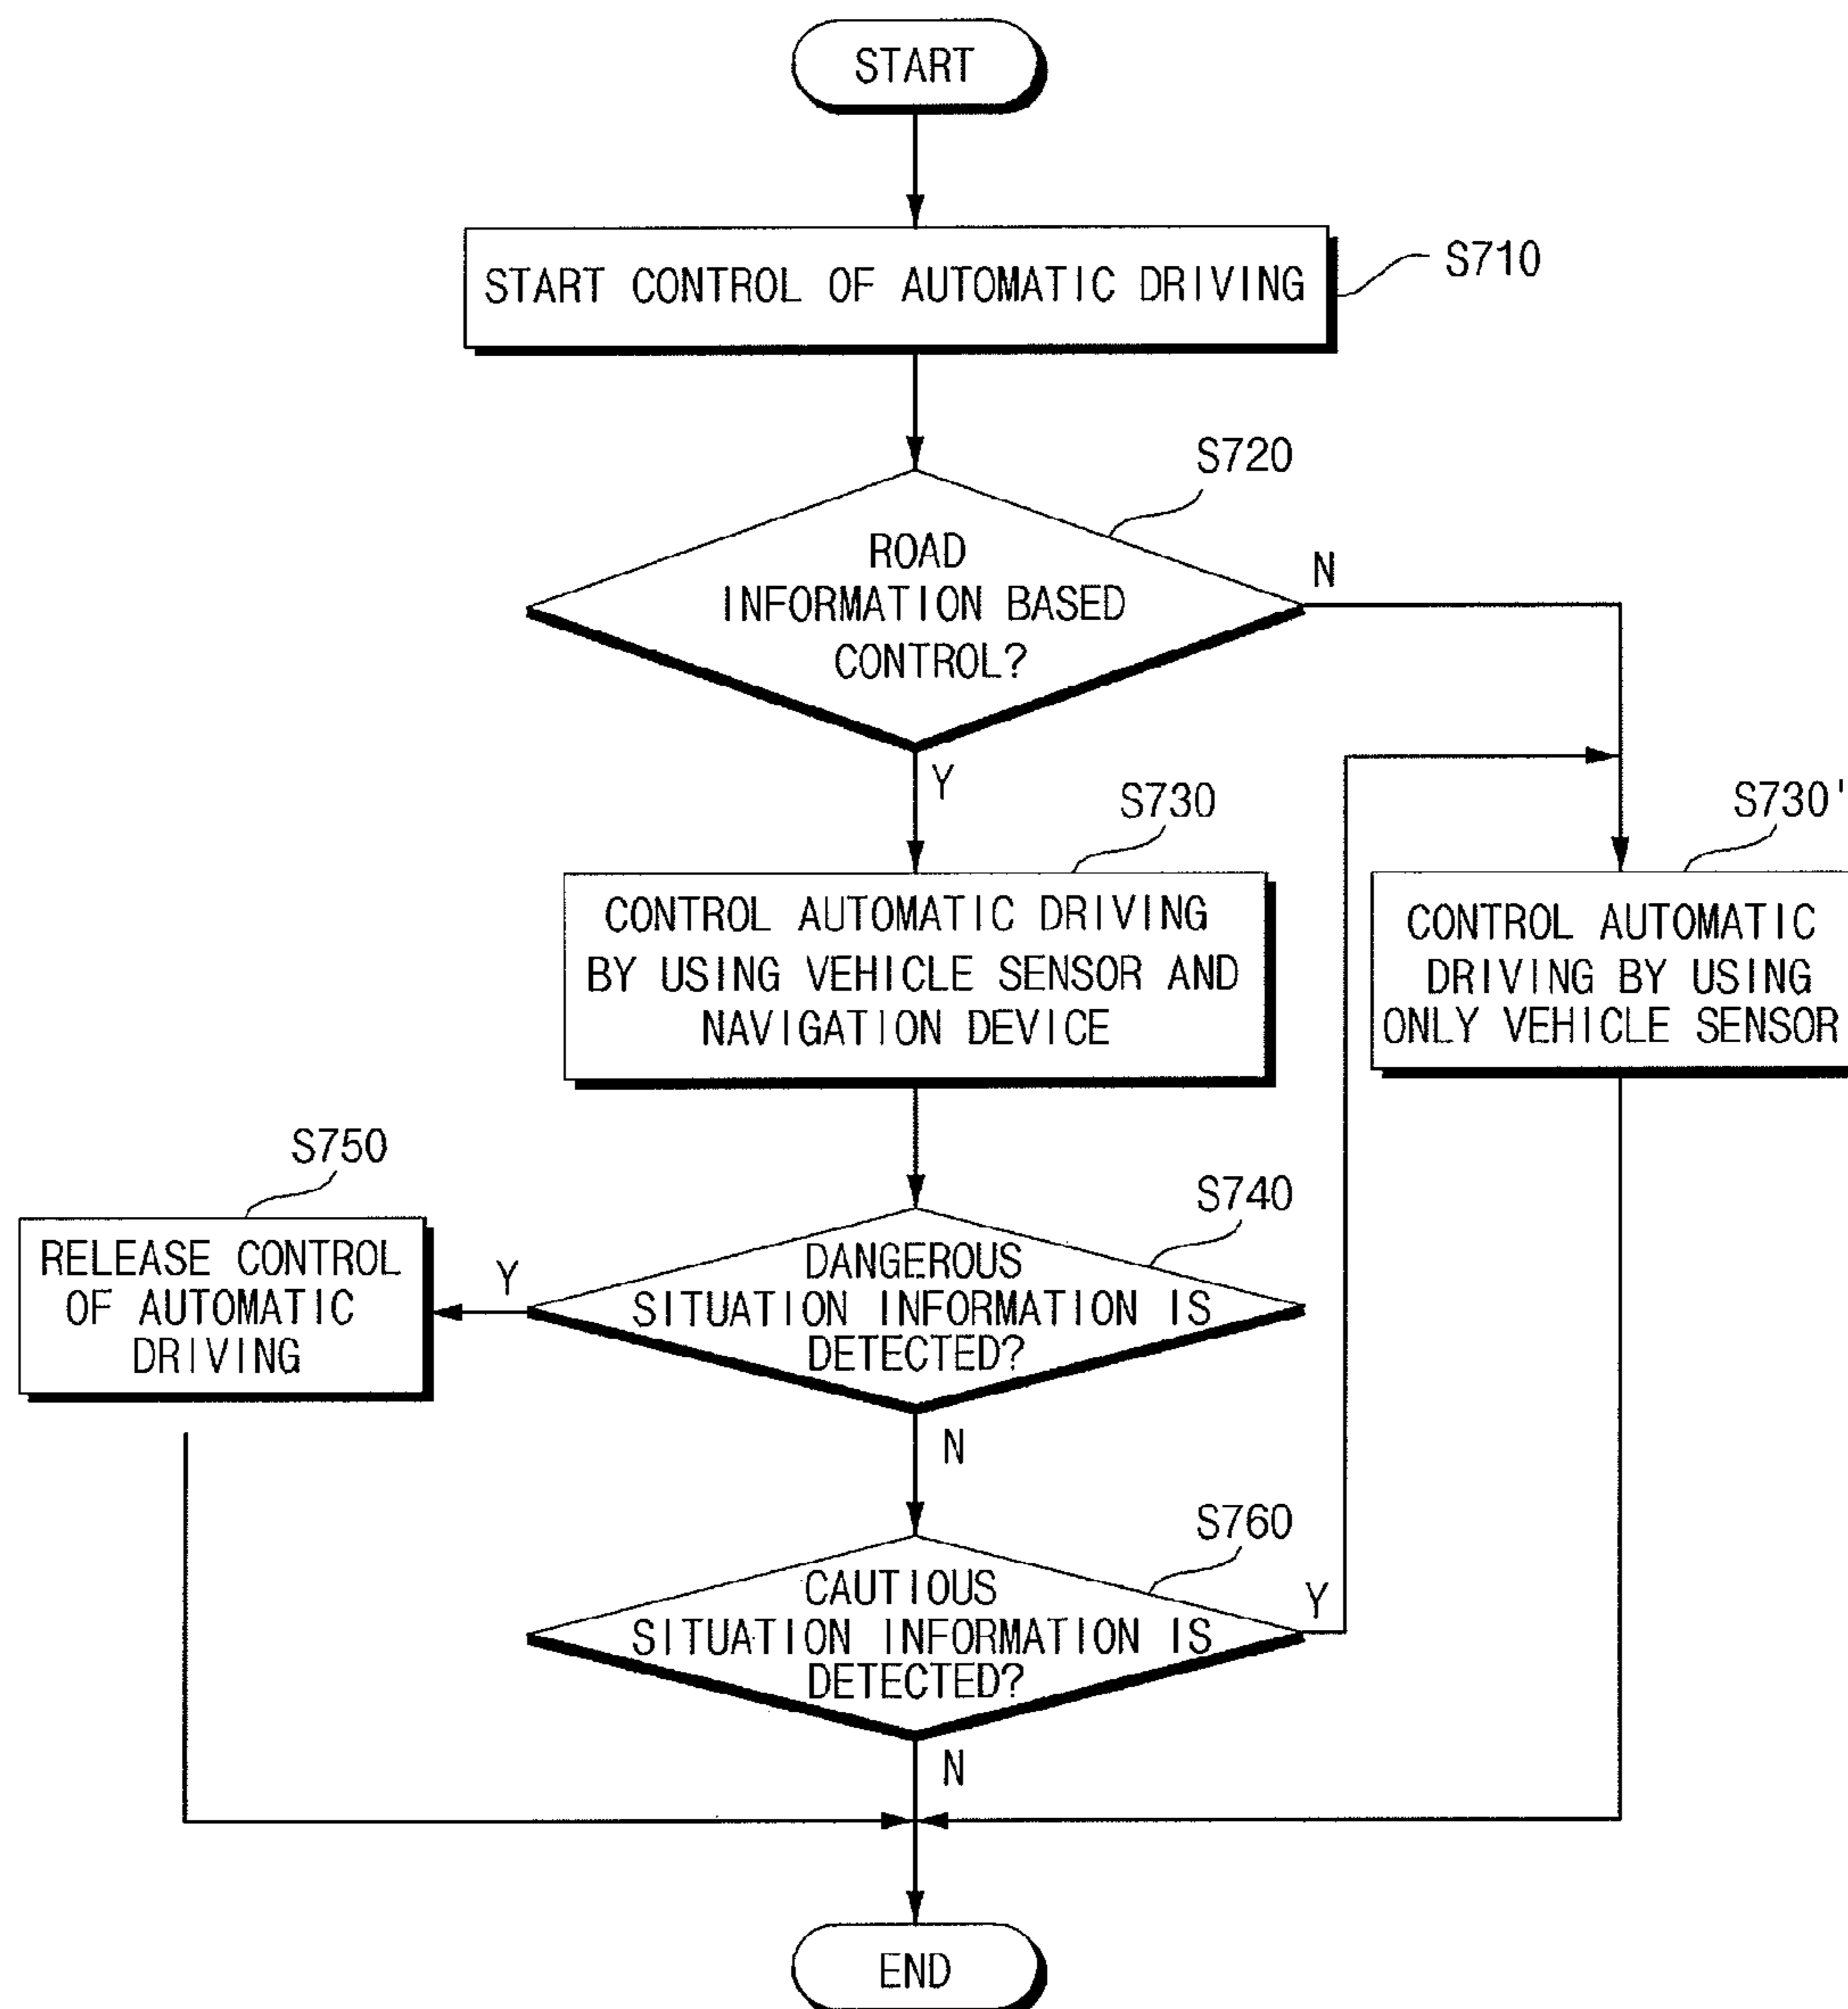 START
START CONTROL OF AUTOMATIC DRIVING
S710
S720
ROAD
INFORMATION BASED
CONTROL?
N
Y
S730
CONTROL AUTOMATIC DRIVING
BY USING VEHICLE SENSOR AND
NAVIGATION DEVICE
S730'
CONTROL AUTOMATIC
DRIVING BY USING
ONLY VEHICLE SENSOR
S750
RELEASE CONTROL
OF AUTOMATIC
DRIVING
Y
S740
DANGEROUS
SITUATION INFORMATION IS
DETECTED?
N
S760
CAUTIOUS
SITUATION INFORMATION IS
DETECTED?
Y
N
END